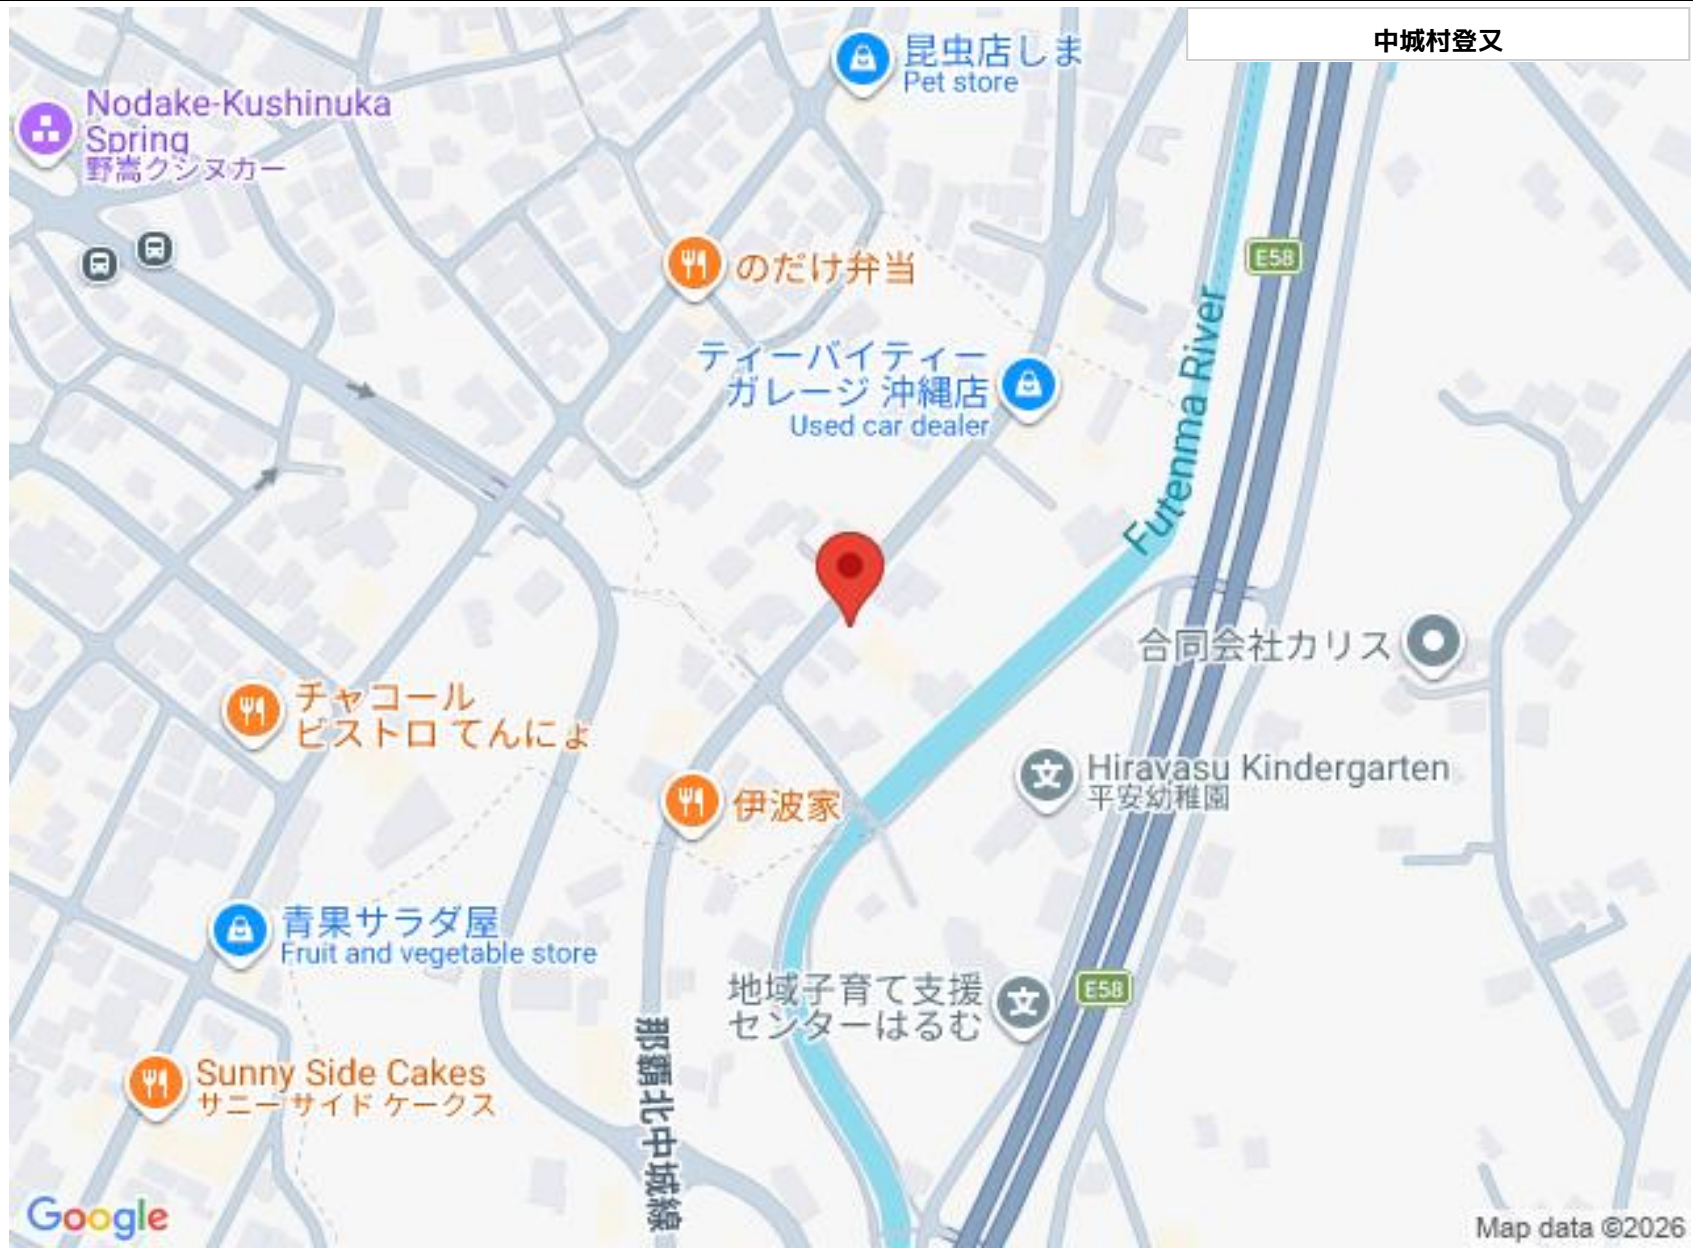 中城村登又
昆虫店しま
Pet store
Nodake-Kushinuka
Spring
野嵩クシヌカー
E58
のだけ弁当
Futenma River
ティーバイティー
ガレージ 沖縄店
Used car dealer
合同会社カリス
チャコール
ビストロ てんにょ
Hirayasu Kindergarten
平安幼稚園
伊波家
青果サラダ屋
Fruit and vegetable store
地域子育て支援
センターはるむ
E58
那覇北中城線
Sunny Side Cakes
サニー サイド ケークス
Google
Map data ©2026